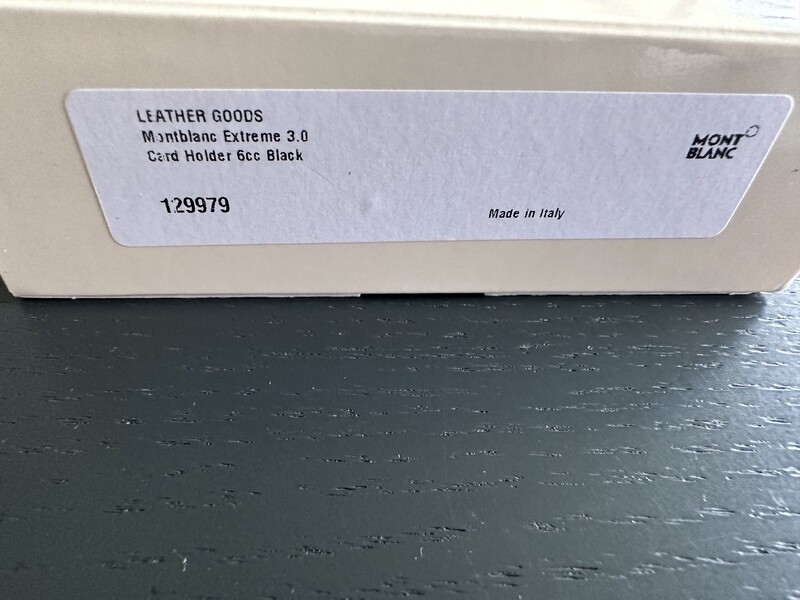 LEATHER GOODS
Montblanc Extreme 3.0
Card Holder 6cc Black
129979
Made in Italy
MONT
BLANC